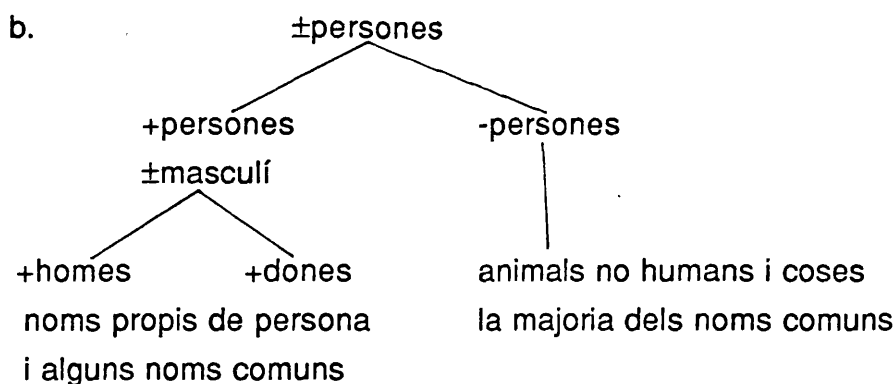 b. ±persones
+persones -persones
±masculí
+homes +dones animals no humans i coses
noms propis de persona la majoria dels noms comuns
i alguns noms comuns